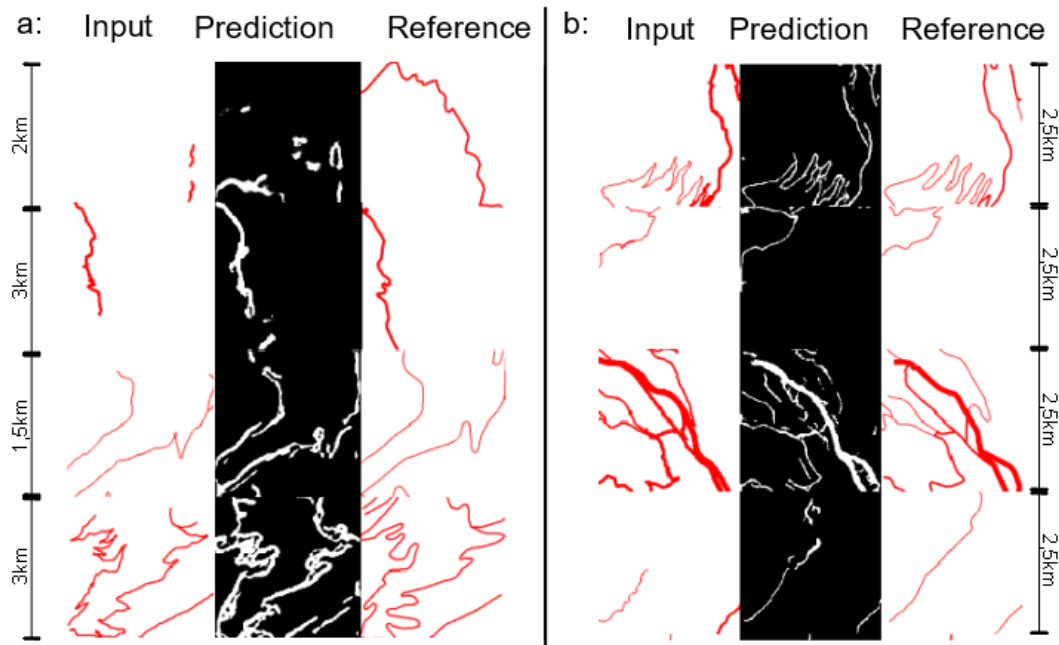 a: Input Prediction Reference
2km
3km
1,5km
3km
b: Input Prediction Reference
2,5km
2,5km
2,5km
2,5km